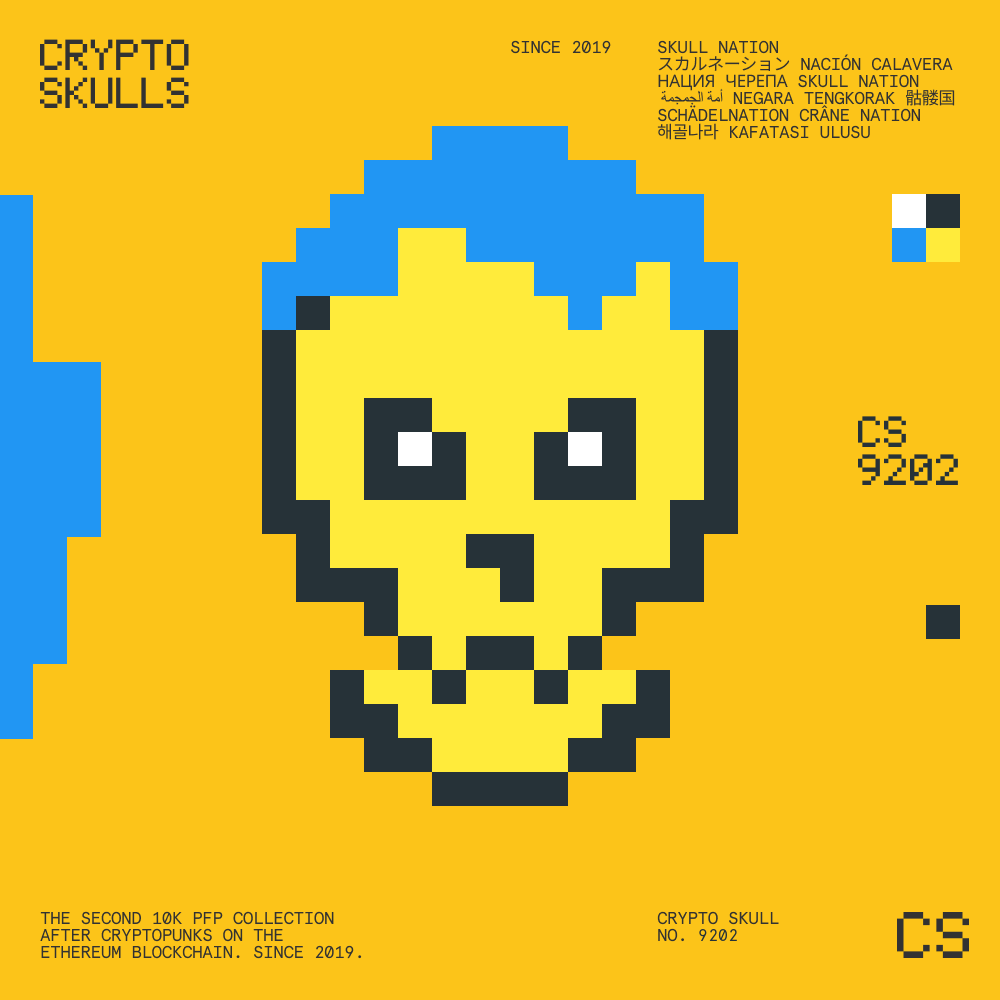 CRYPTO
SKULLS
SINCE 2019
SKULL NATION
スカルネーション NACIÓN CALAVERA
НАЦИЯ ЧЕРЕПА SKULL NATION
أمة الجمجمة NEGARA TENGKORAK 骷髅国
SCHÄDELNATION CRÂNE NATION
해골나라 KAFATASI ULUSU
CS
9202
THE SECOND 10K PFP COLLECTION
AFTER CRYPTOPUNKS ON THE
ETHEREUM BLOCKCHAIN. SINCE 2019.
CRYPTO SKULL
NO. 9202
CS